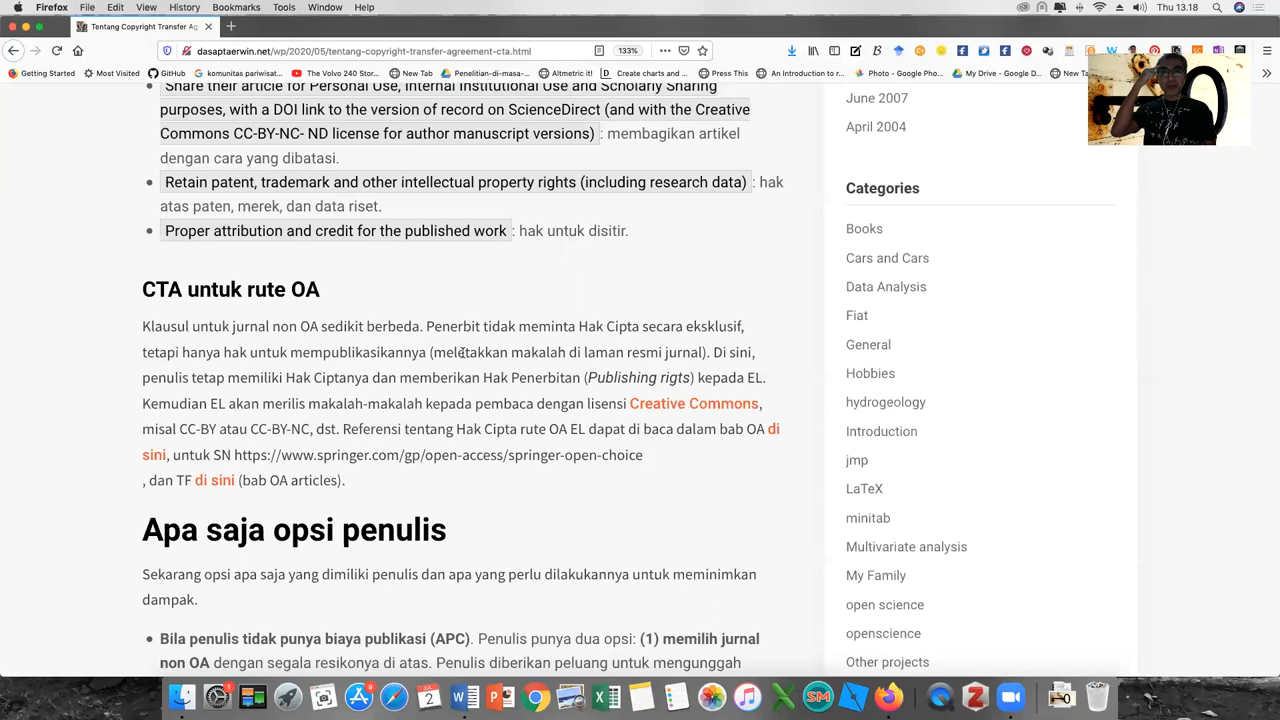 Firefox File Edit View History Bookmarks Tools Window Help Thu 13.18
Tentang Copyright Transfer Ag
dasaptaerwin.net/wp/2020/05/tentang-copyright-transfer-agreement-cta.html 133%
Getting Started Most Visited GitHub komunitas pariwisat... The Volvo 240 Stor... New Tab Penelitian-di-masa-... Altmetric it! Create charts and ... Press This An Introduction to r... Photo - Google Pho... My Drive - Google D... New Ta
Share their article for Personal Use, Internal Institutional Use and Scholarly Sharing
purposes, with a DOI link to the version of record on ScienceDirect (and with the Creative
Commons CC-BY-NC- ND license for author manuscript versions) : membagikan artikel
dengan cara yang dibatasi.
Retain patent, trademark and other intellectual property rights (including research data) : hak
atas paten, merek, dan data riset.
Proper attribution and credit for the published work : hak untuk disitir.
CTA untuk rute OA
Klausul untuk jurnal non OA sedikit berbeda. Penerbit tidak meminta Hak Cipta secara eksklusif,
tetapi hanya hak untuk mempublikasikannya (meletakkan makalah di laman resmi jurnal). Di sini,
penulis tetap memiliki Hak Ciptanya dan memberikan Hak Penerbitan (Publishing rigts) kepada EL.
Kemudian EL akan merilis makalah-makalah kepada pembaca dengan lisensi Creative Commons,
misal CC-BY atau CC-BY-NC, dst. Referensi tentang Hak Cipta rute OA EL dapat di baca dalam bab OA di
sini, untuk SN https://www.springer.com/gp/open-access/springer-open-choice
, dan TF di sini (bab OA articles).
Apa saja opsi penulis
Sekarang opsi apa saja yang dimiliki penulis dan apa yang perlu dilakukannya untuk meminimkan
dampak.
Bila penulis tidak punya biaya publikasi (APC). Penulis punya dua opsi: (1) memilih jurnal
non OA dengan segala resikonya di atas. Penulis diberikan peluang untuk mengunggah
June 2007
April 2004
Categories
Books
Cars and Cars
Data Analysis
Fiat
General
Hobbies
hydrogeology
Introduction
jmp
LaTeX
minitab
Multivariate analysis
My Family
open science
openscience
Other projects